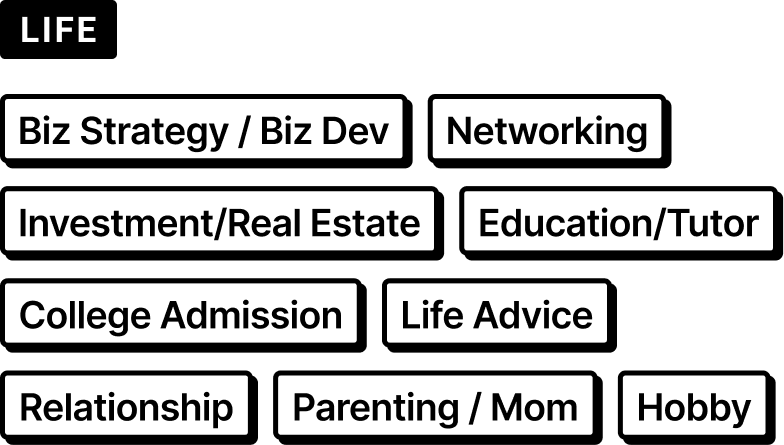 LIFE
Biz Strategy / Biz Dev
Networking
Investment/Real Estate
Education/Tutor
College Admission
Life Advice
Relationship
Parenting / Mom
Hobby